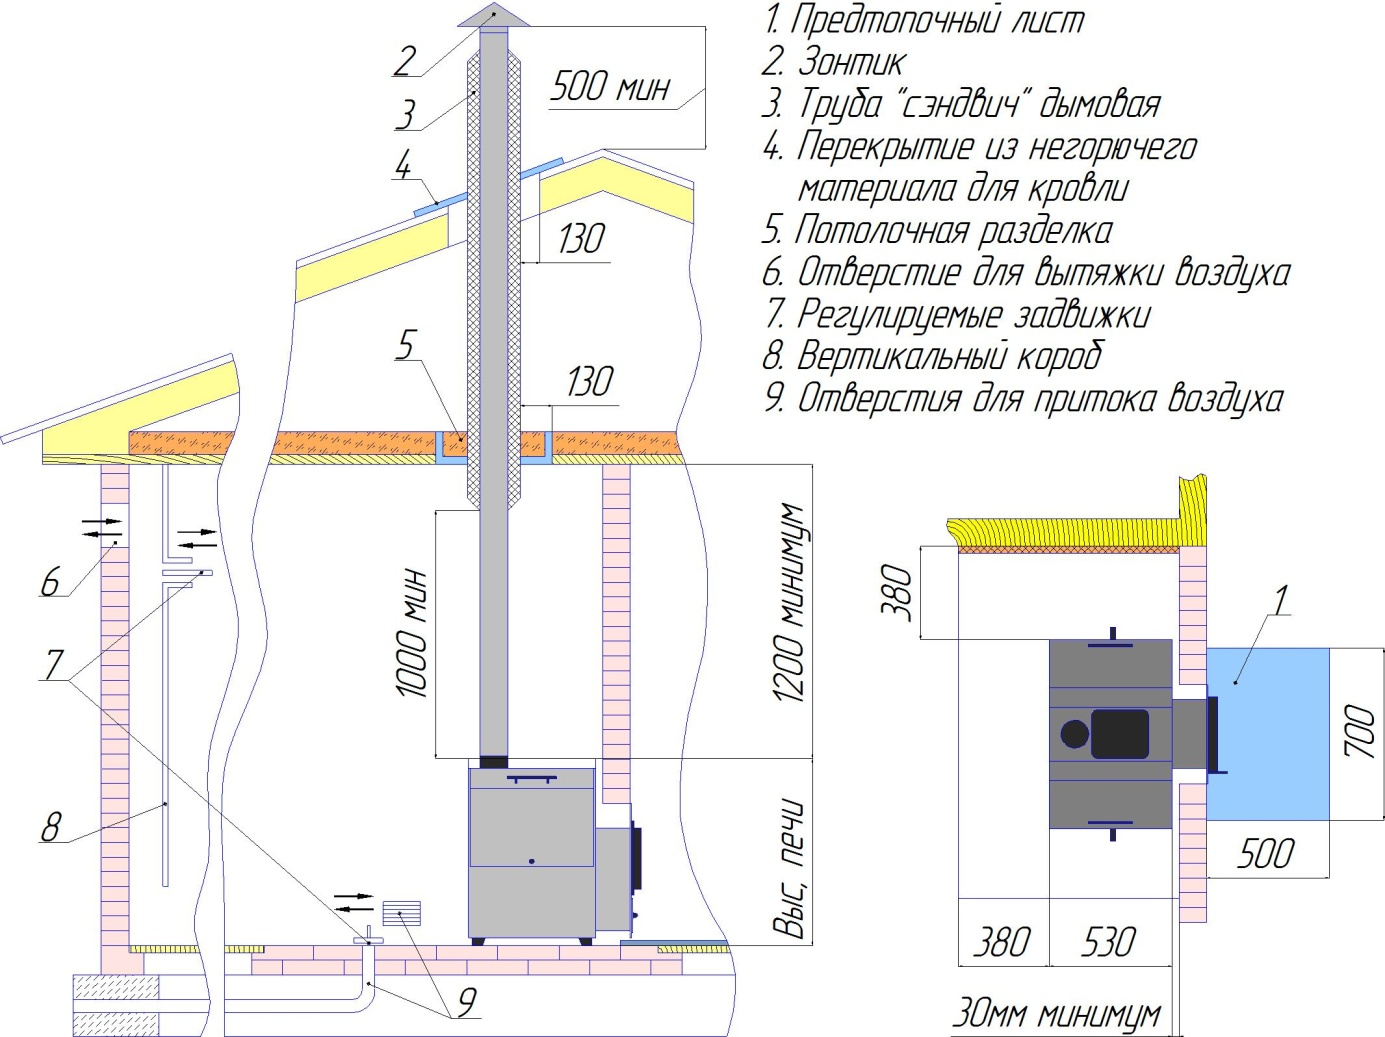 1. Предтопочный лист
2. Зонтик
3. Труба "сэндвич" дымовая
4. Перекрытие из негорючего
материала для кровли
5. Потолочная разделка
6. Отверстие для вытяжки воздуха
7. Регулируемые задвижки
8. Вертикальный короб
9. Отверстия для притока воздуха
2
3
4
5
6
7
8
9
500 мин
130
130
1000 мин
1200 минимум
Выс, печи
380
1
700
500
380
530
30мм минимум